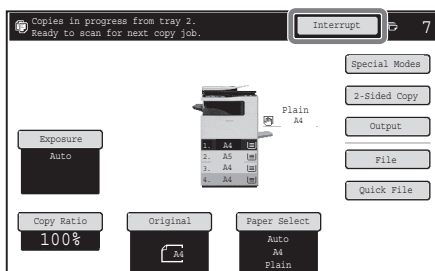 Copies in progress from tray 2.
Ready to scan for next copy job.
Interrupt
7
Special Modes
2-Sided Copy
Output
File
Quick File
Plain
A4
Exposure
Auto
1. A4
2. A5
3. A4
4. A4
Copy Ratio
100%
Original
A4
Paper Select
Auto
A4
Plain